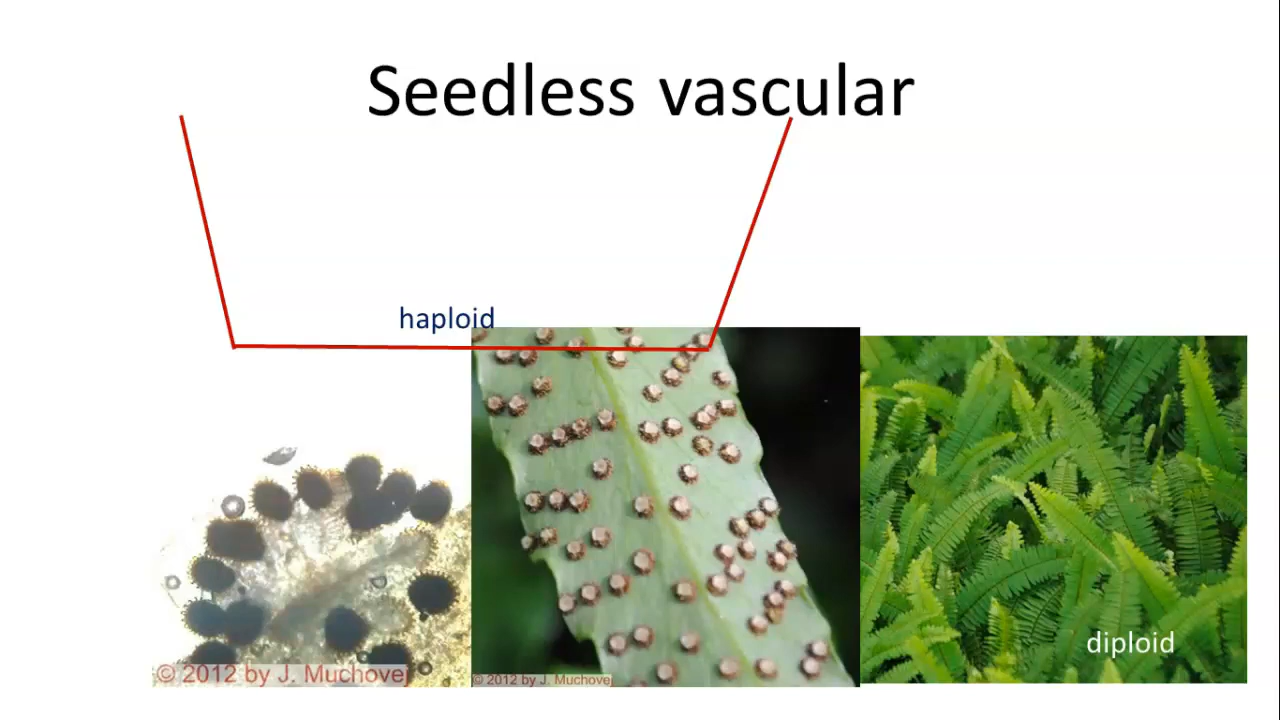 Seedless vascular
haploid
diploid
© 2012 by J. Muchovej
© 2012 by J. Muchovej